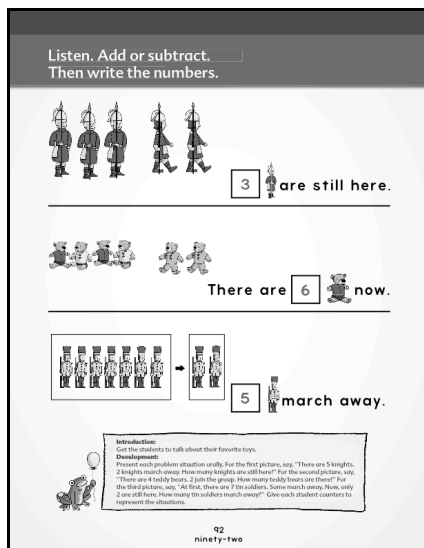 Listen. Add or subtract.
Then write the numbers.
3 are still here.
There are 6 now.
5 march away.
Introduction:
Get the students to talk about their favorite toys.
Development:
Present each problem situation orally. For the first picture, say, "There are 5 knights.
2 knights march away. How many knights are still here?" For the second picture, say,
"There are 4 teddy bears. 2 join the group. How many teddy bears are there?" For
the third picture, say, "At first, there are 7 tin soldiers. Some march away. Now, only
2 are still here. How many tin soldiers march away?" Give each student counters to
represent the situations.
92
ninety-two